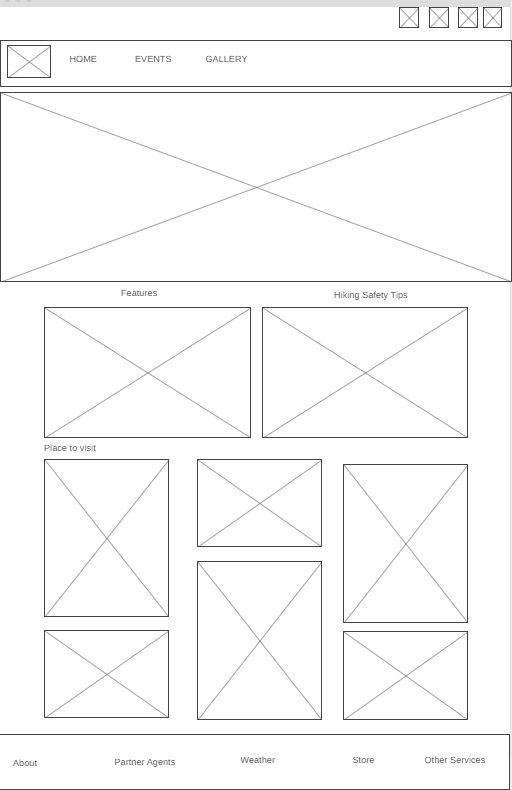 HOME EVENTS GALLERY
Features Hiking Safety Tips
Place to visit
About Partner Agents Weather Store Other Services